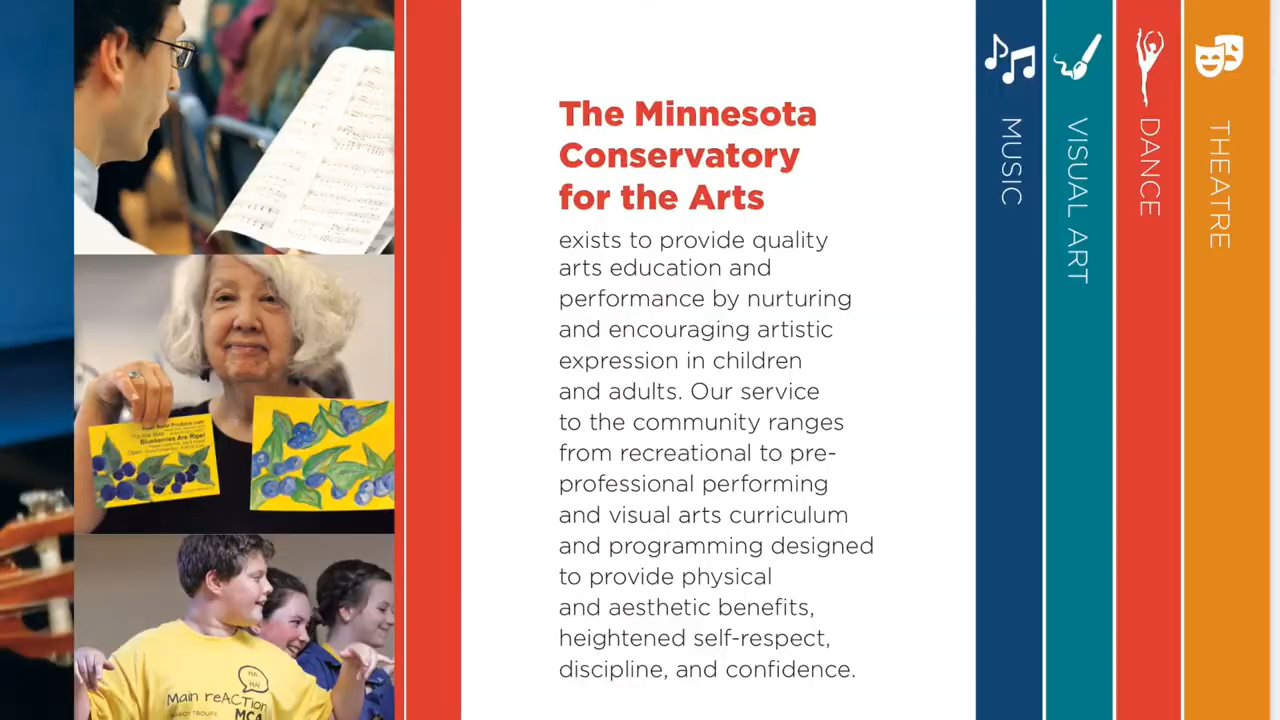 The Minnesota
Conservatory
for the Arts
exists to provide quality
arts education and
performance by nurturing
and encouraging artistic
expression in children
and adults. Our service
to the community ranges
from recreational to pre-
professional performing
and visual arts curriculum
and programming designed
to provide physical
and aesthetic benefits,
heightened self-respect,
discipline, and confidence.
MUSIC
VISUAL ART
DANCE
THEATRE
Blueberries Are Ripe!
HA
HA!
Main reACTion
MCA